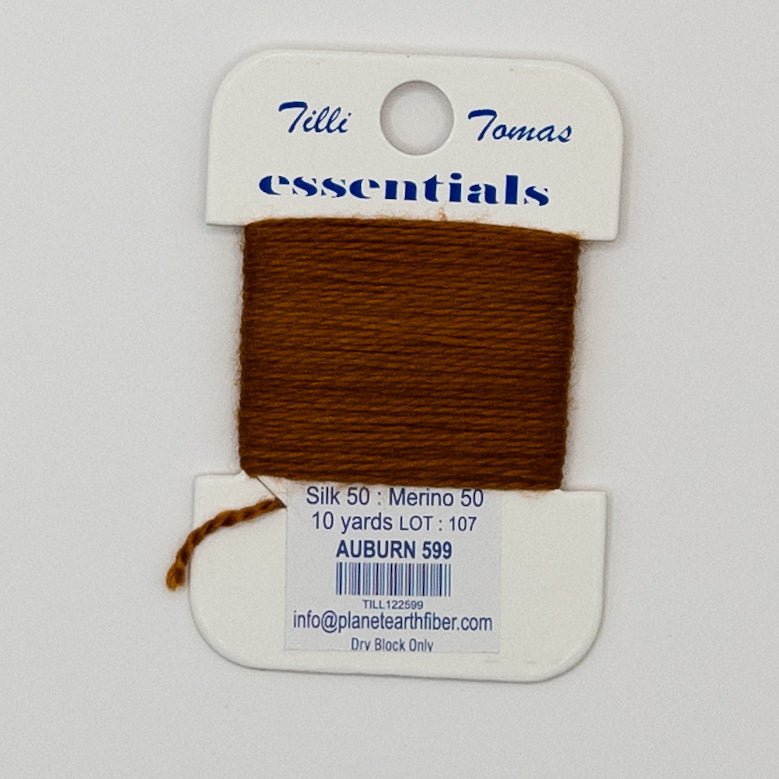 Tilli Tomas
essentials
Silk 50 : Merino 50
10 yards LOT : 107
AUBURN 599
TILL122599
info@planetearthfiber.com
Dry Block Only